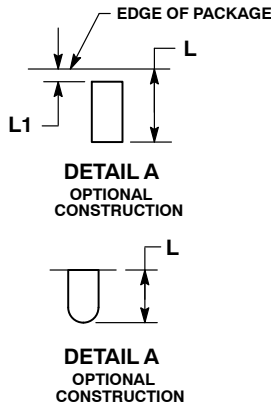 EDGE OF PACKAGE
L
L1
DETAIL A
OPTIONAL
CONSTRUCTION
L
DETAIL A
OPTIONAL
CONSTRUCTION